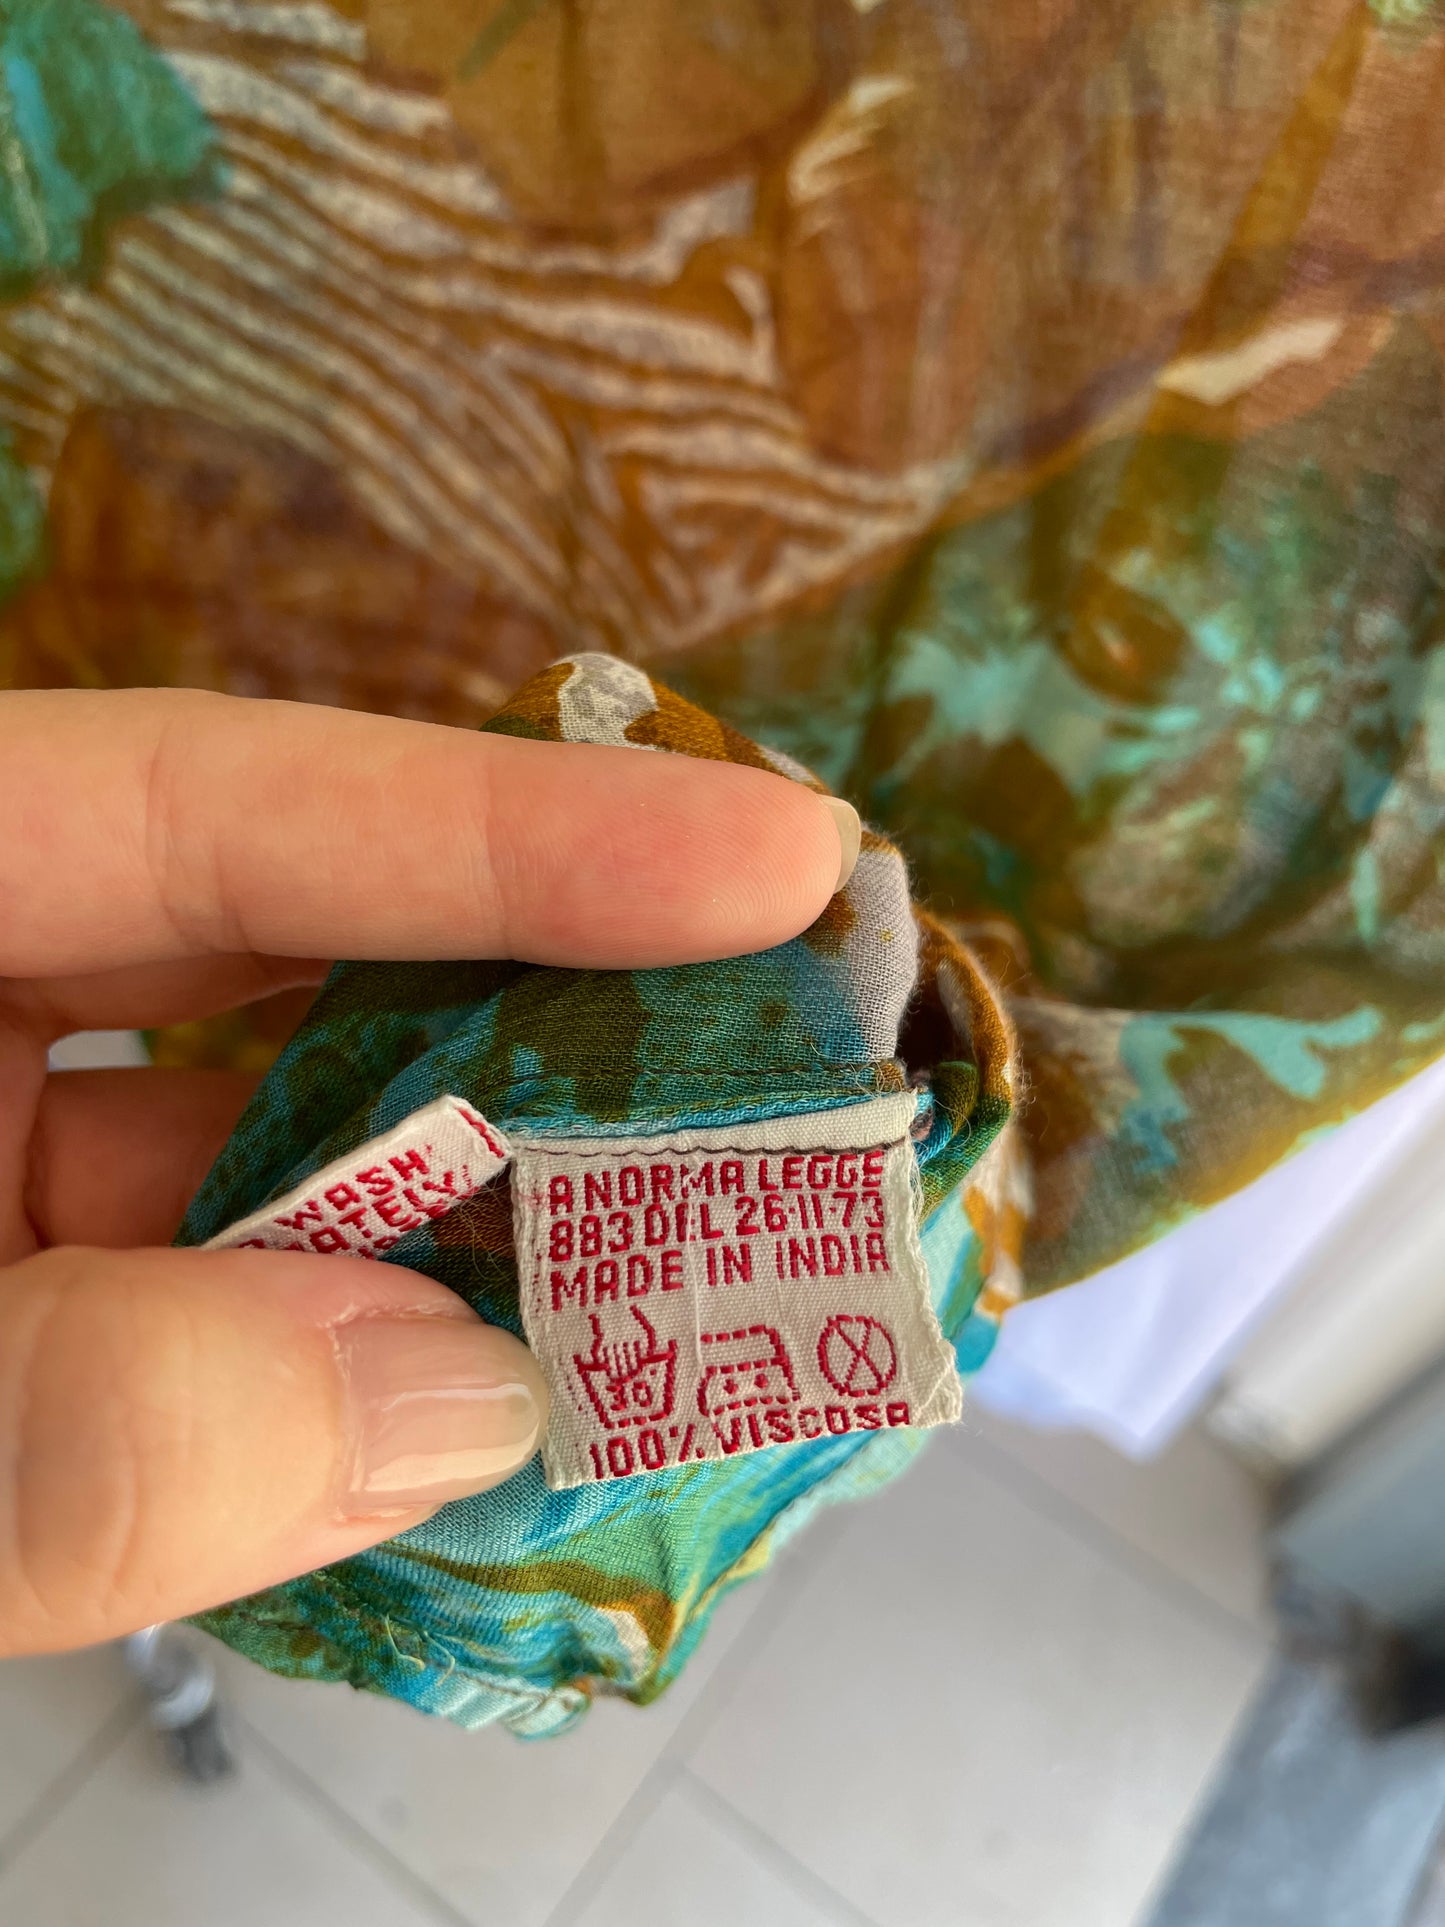 WASH
A NORMA LEGGE
883 DEL 26·11·73
MADE IN INDIA
30
100% VISCOSA